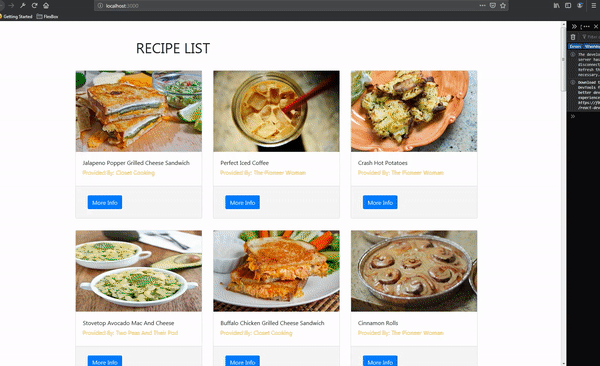 localhost:3000
Getting Started
FlexBox
RECIPE LIST
Jalapeno Popper Grilled Cheese Sandwich
Provided By: Closet Cooking
More Info
Perfect Iced Coffee
Provided By: The Pioneer Woman
More Info
Crash Hot Potatoes
Provided By: The Pioneer Woman
More Info
Stovetop Avocado Mac And Cheese
Provided By: Two Peas And Their Pod
More Info
Buffalo Chicken Grilled Cheese Sandwich
Provided By: Closet Cooking
More Info
Cinnamon Rolls
Provided By: The Pioneer Woman
More Info